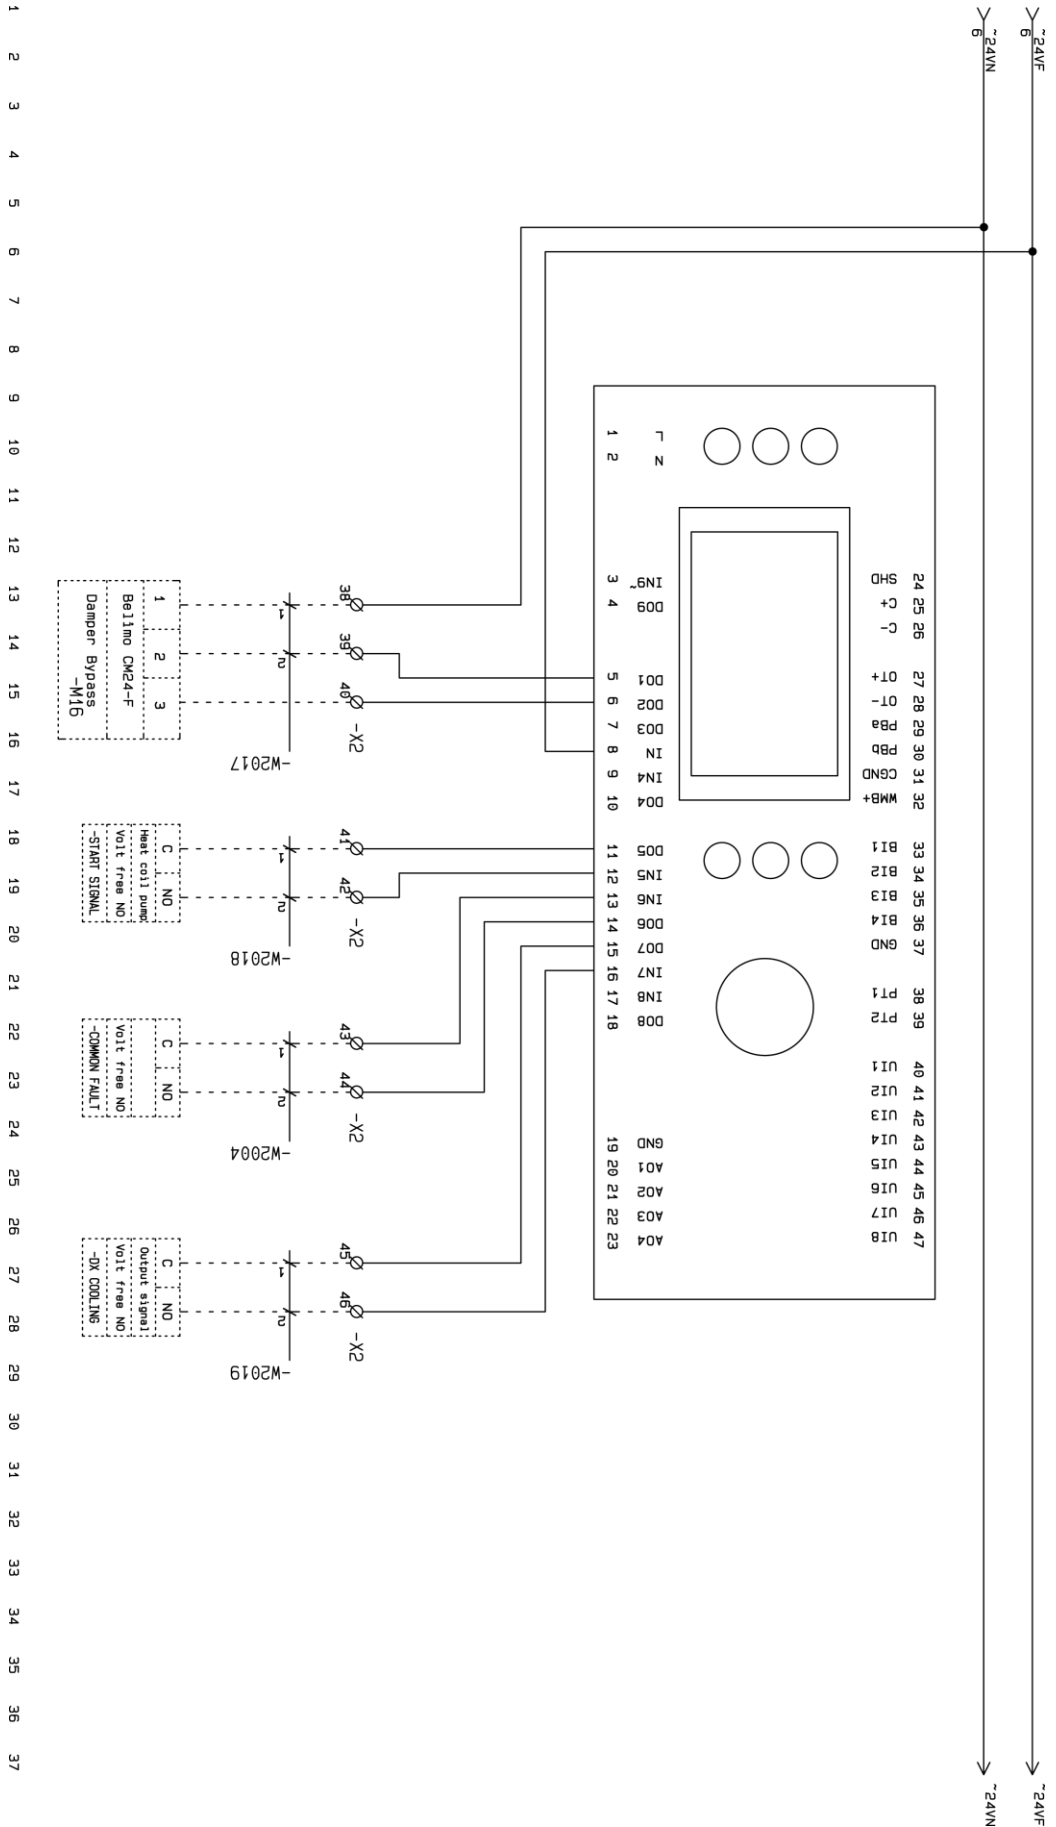 ~24VF
6
~24VF
~24VN
6
~24VN
24 SHD
25 C+
26 C-
27 OT+
28 OT-
29 PBa
30 PBb
31 CGND
32 WMB+
33 BI1
34 BI2
35 BI3
36 BI4
37 GND
38 PT1
39 PT2
40 UI1
41 UI2
42 UI3
43 UI4
44 UI5
45 UI6
46 UI7
47 UI8
L 1
N 2
IN9~ 3
DO9 4
DO1 5
DO2 6
DO3 7
IN 8
IN4 9
DO4 10
DO5 11
IN5 12
IN6 13
DO6 14
DO7 15
IN7 16
IN8 17
DO8 18
GND 19
AO1 20
AO2 21
AO3 22
AO4 23
38 39 40 -X2
41 42 -X2
43 44 -X2
45 46 -X2
1 2 -W2017
1 2 -W2018
1 2 -W2004
1 2 -W2019
1 2 3
Belimo CM24-F
Damper Bypass
-M16
C NO
Heat coil pump
Volt free NO
-START SIGNAL
C NO
Volt free NO
-COMMON FAULT
C NO
Output signal
Volt free NO
-DX COOLING
1 2 3 4 5 6 7 8 9 10 11 12 13 14 15 16 17 18 19 20 21 22 23 24 25 26 27 28 29 30 31 32 33 34 35 36 37